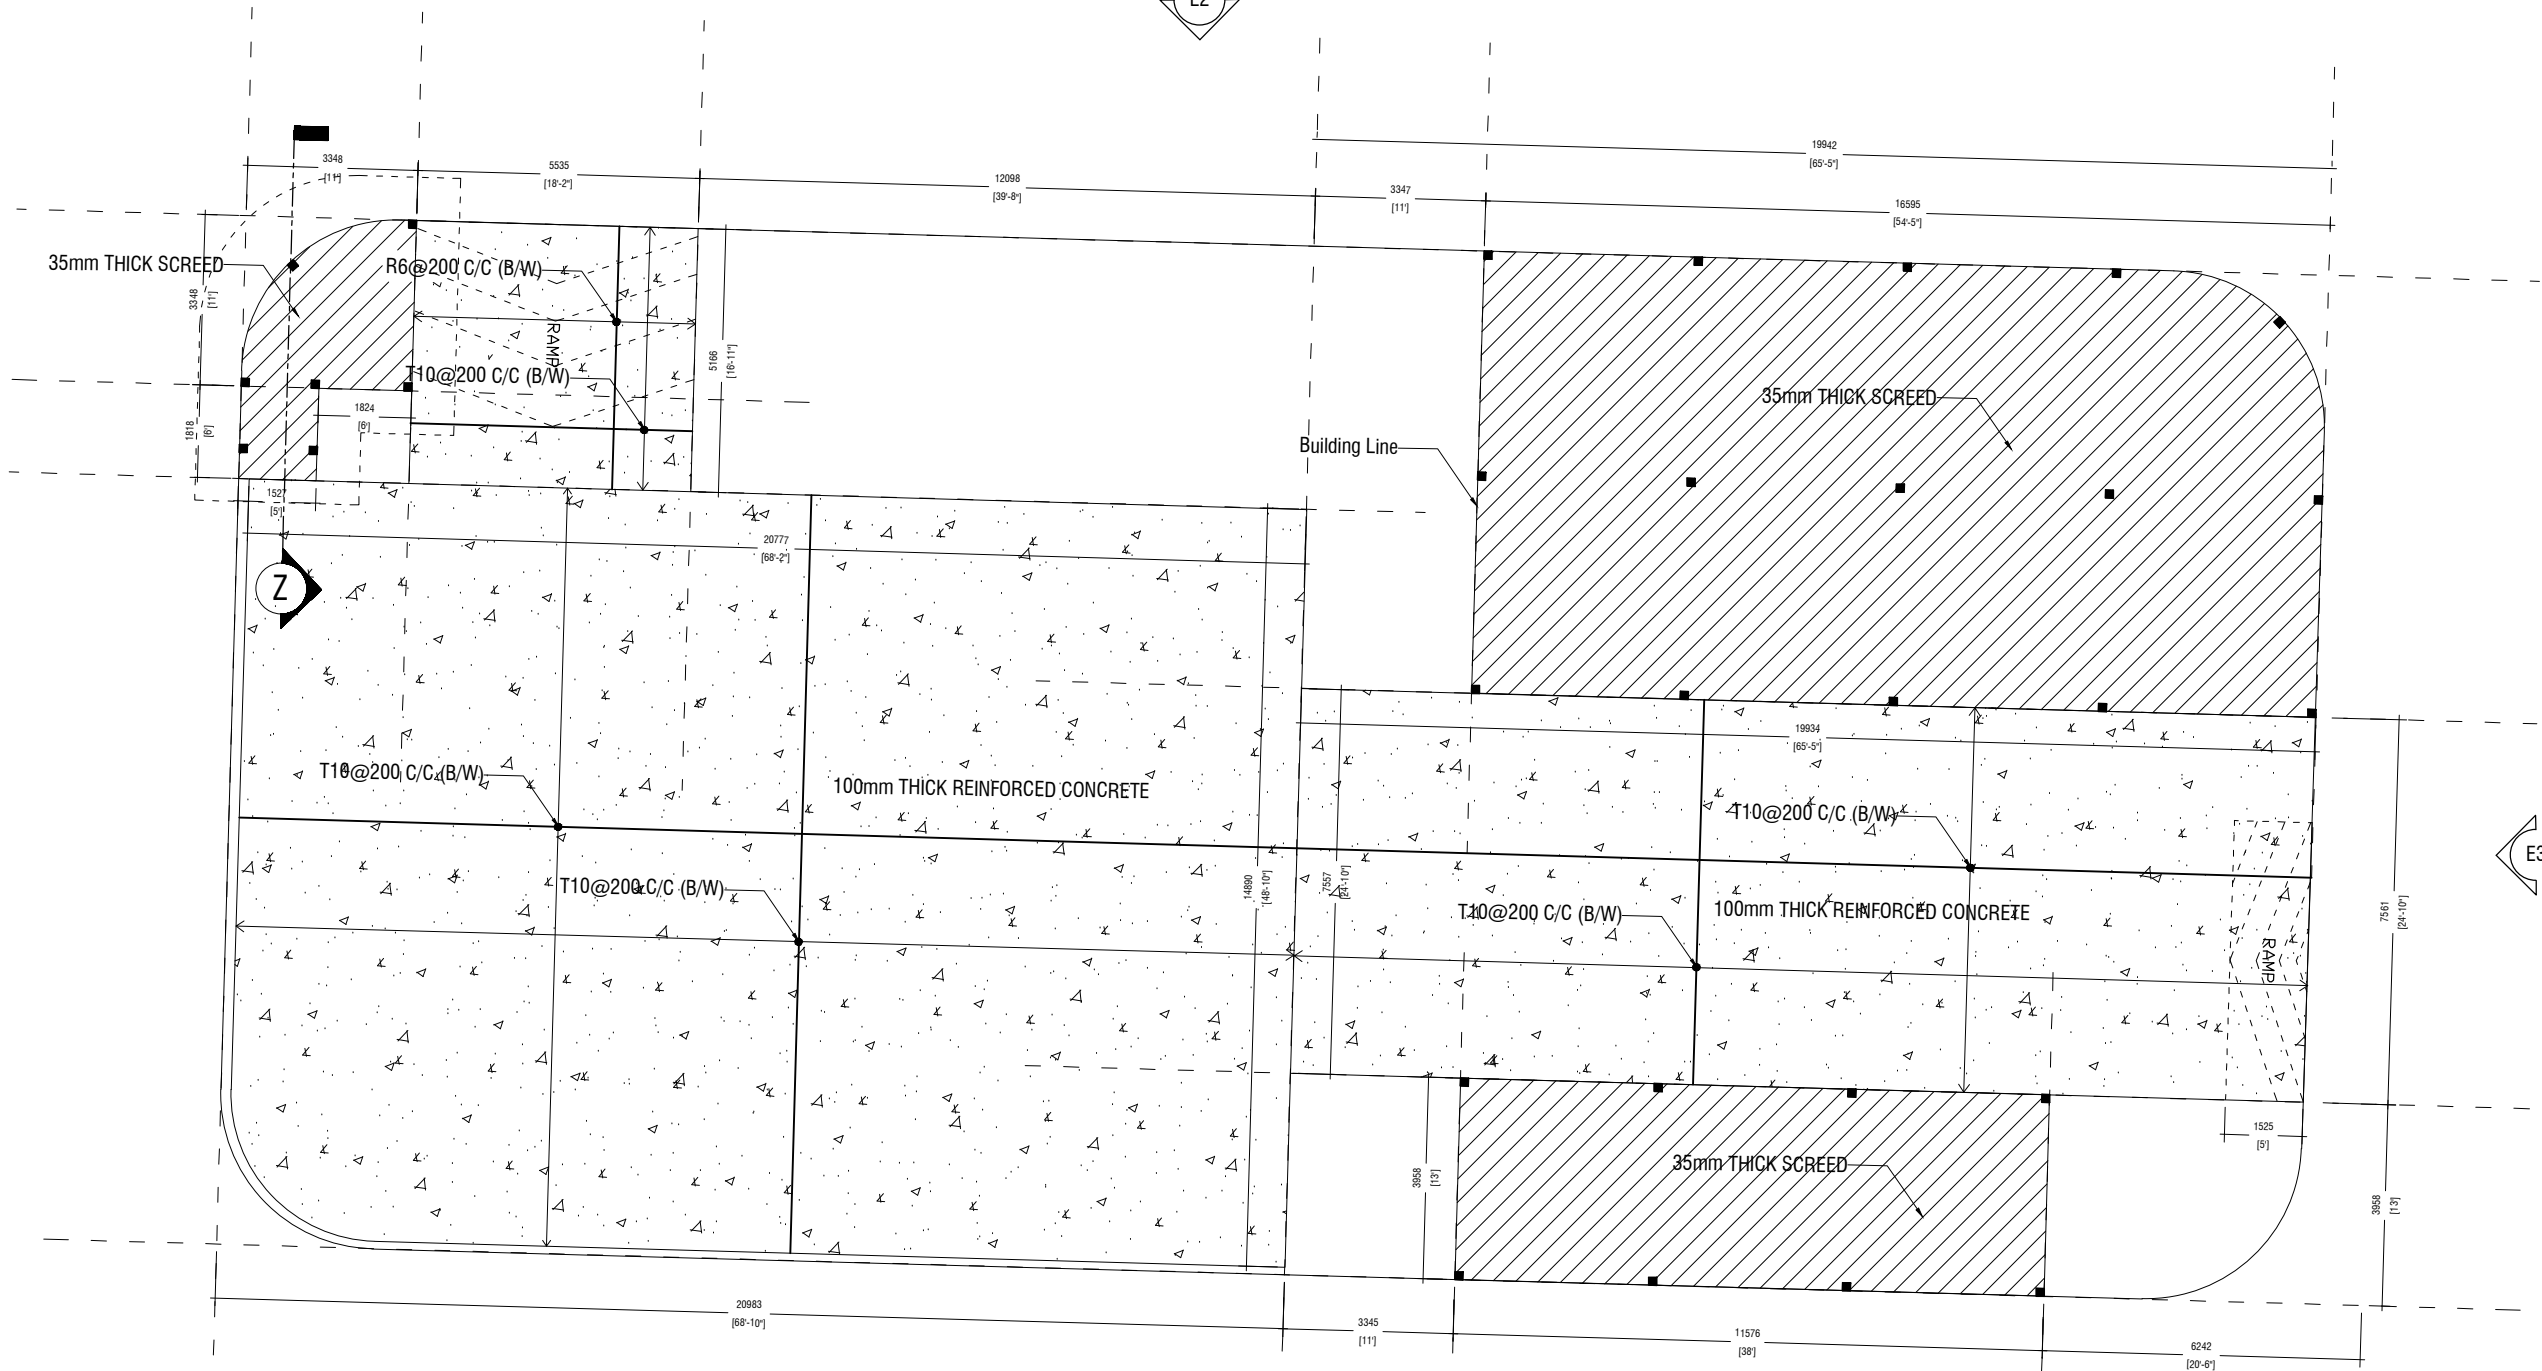 E2
19942
[65'-5"]
3348
[11']
5535
[18'-2"]
12098
[39'-8"]
3347
[11']
16595
[54'-5"]
35mm THICK SCREED
R6@200 C/C (B/W)
3348
[11']
RAMP
5166
[16'-11"]
T10@200 C/C (B/W)
35mm THICK SCREED
1824
[6']
1818
[6']
Building Line
1527
[5']
20777
[68'-2"]
Z
19934
[65'-5"]
T10@200 C/C (B/W)
100mm THICK REINFORCED CONCRETE
T10@200 C/C (B/W)
E3
T10@200 C/C (B/W)
14890
[48'-10"]
7557
[24'-10"]
T10@200 C/C (B/W)
100mm THICK REINFORCED CONCRETE
7561
[24'-10"]
RAMP
1525
[5']
3958
[13']
35mm THICK SCREED
3958
[13']
20983
[68'-10"]
3345
[11']
11576
[38']
6242
[20'-6"]